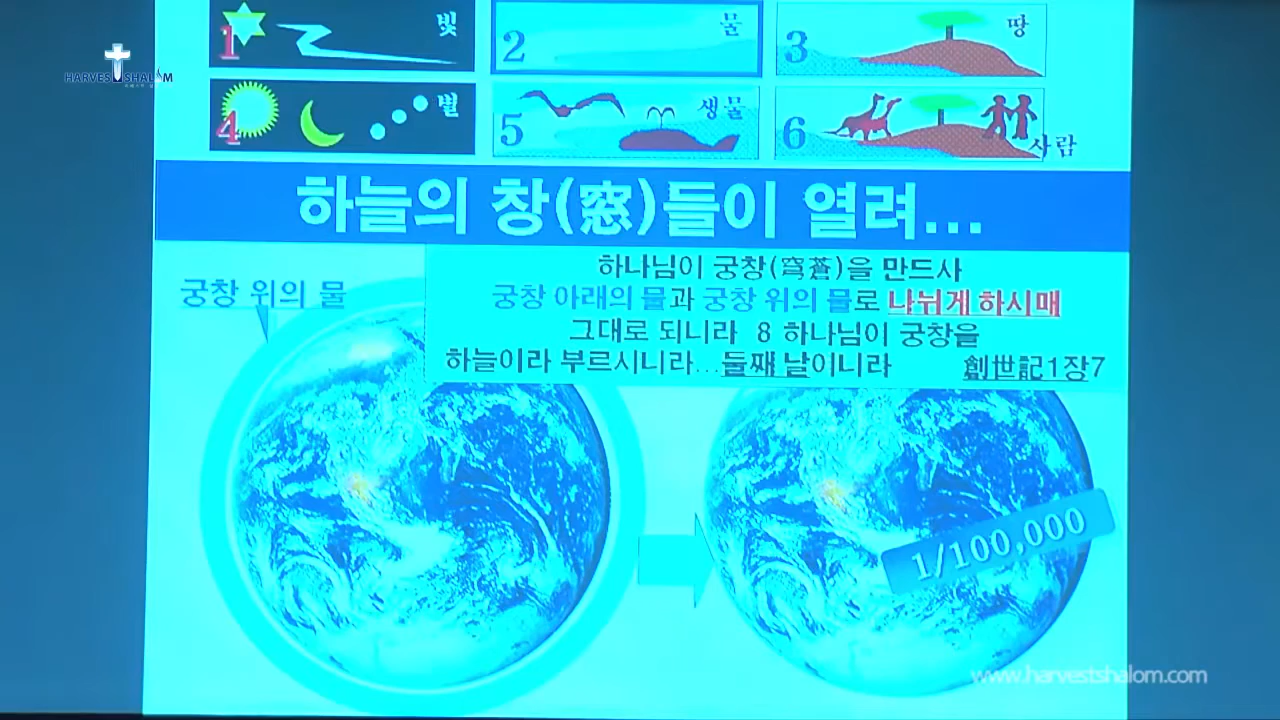 HARVEST SHALOM
1 빛
2 물
3 땅
4 별
5 생물
6 사람
하늘의 창(窓)들이 열려...
하나님이 궁창(穹蒼)을 만드사
궁창 위의 물
궁창 아래의 물과 궁창 위의 물로 나뉘게 하시매
그대로 되니라 8 하나님이 궁창을
하늘이라 부르시니라...둘째 날이니라 創世記1장7
1/100,000
www.harvestshalom.com